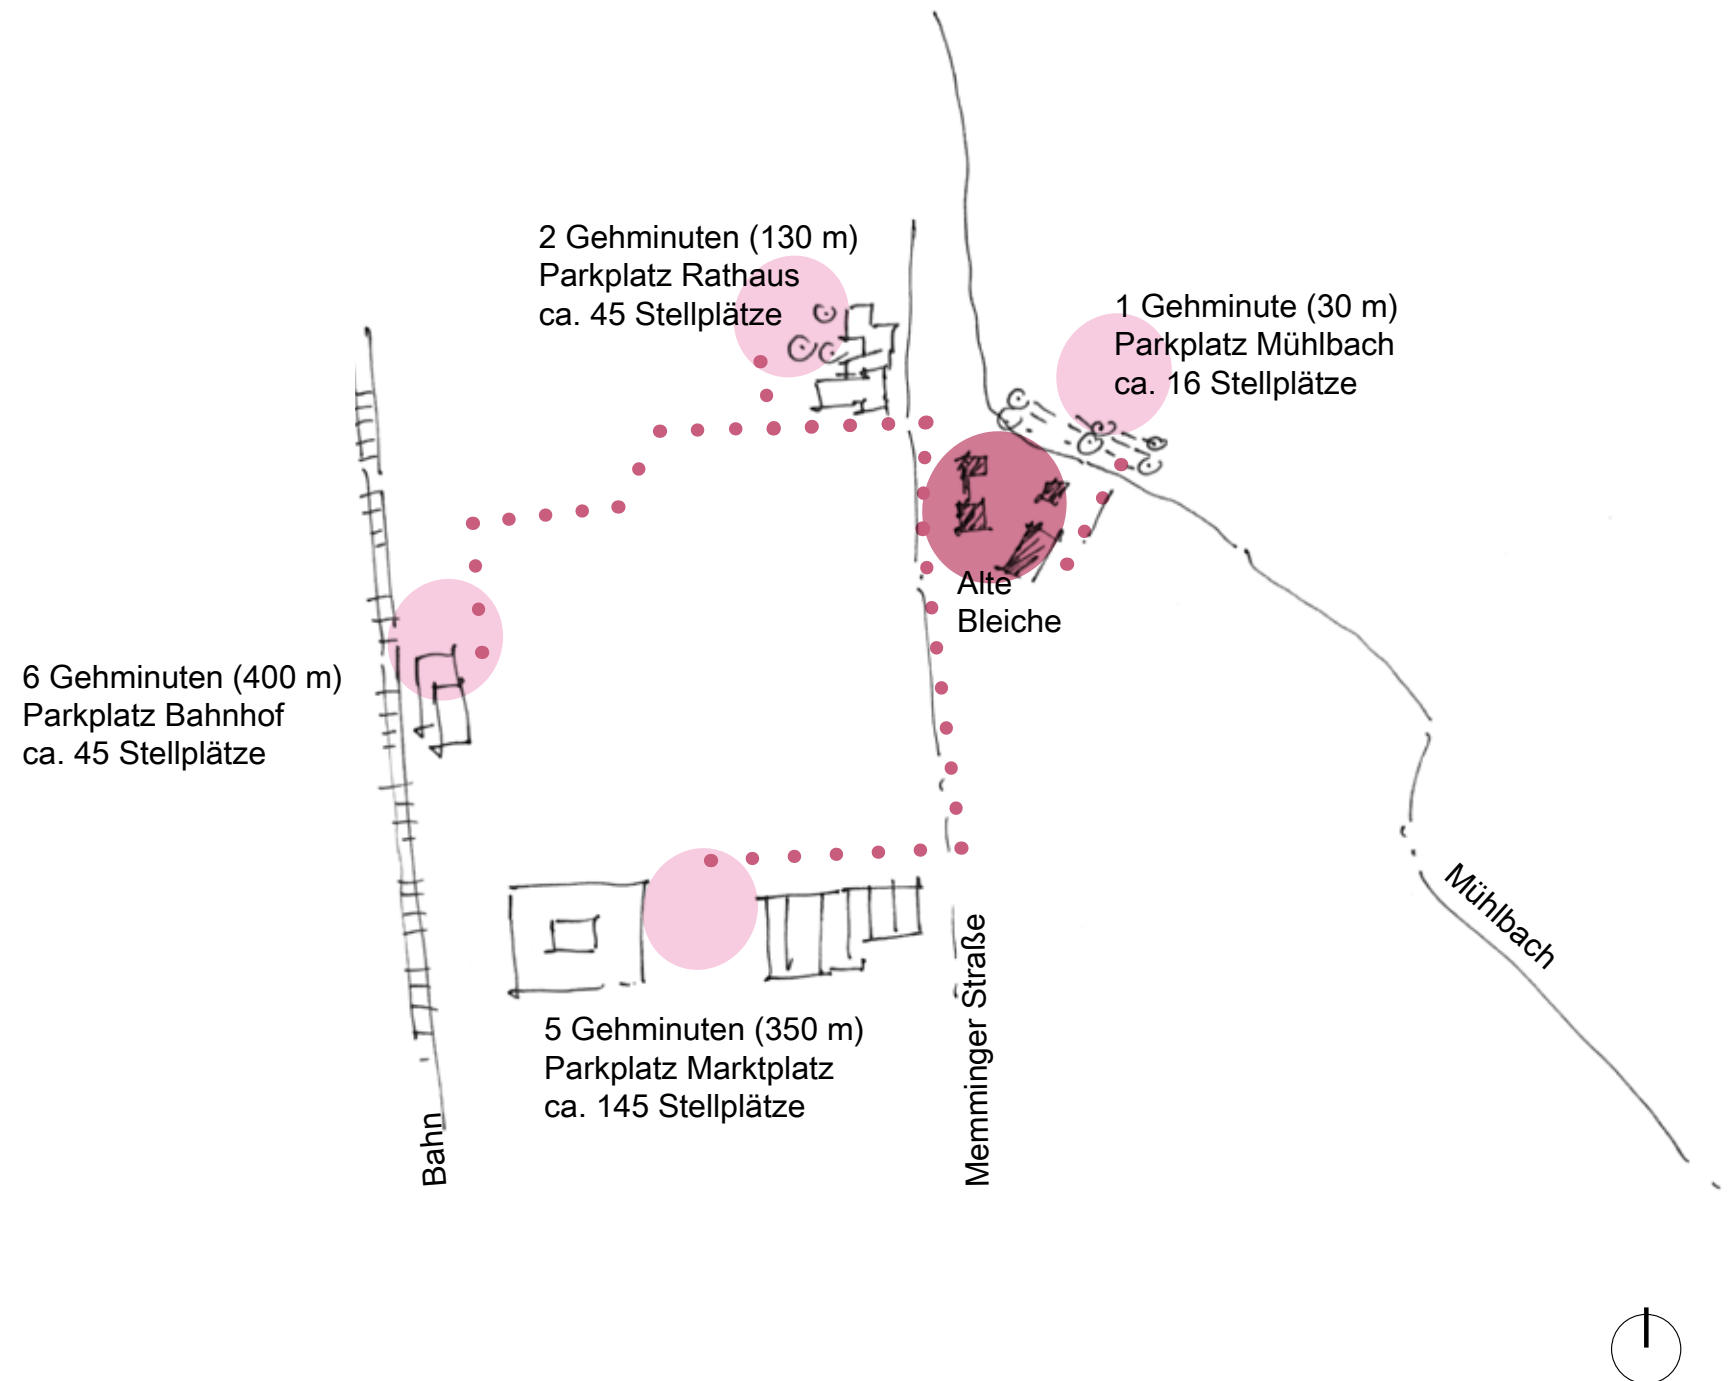 2 Gehminuten (130 m)
Parkplatz Rathaus
ca. 45 Stellplätze
1 Gehminute (30 m)
Parkplatz Mühlbach
ca. 16 Stellplätze
Alte
Bleiche
6 Gehminuten (400 m)
Parkplatz Bahnhof
ca. 45 Stellplätze
Mühlbach
5 Gehminuten (350 m)
Parkplatz Marktplatz
ca. 145 Stellplätze
Memminger Straße
Bahn